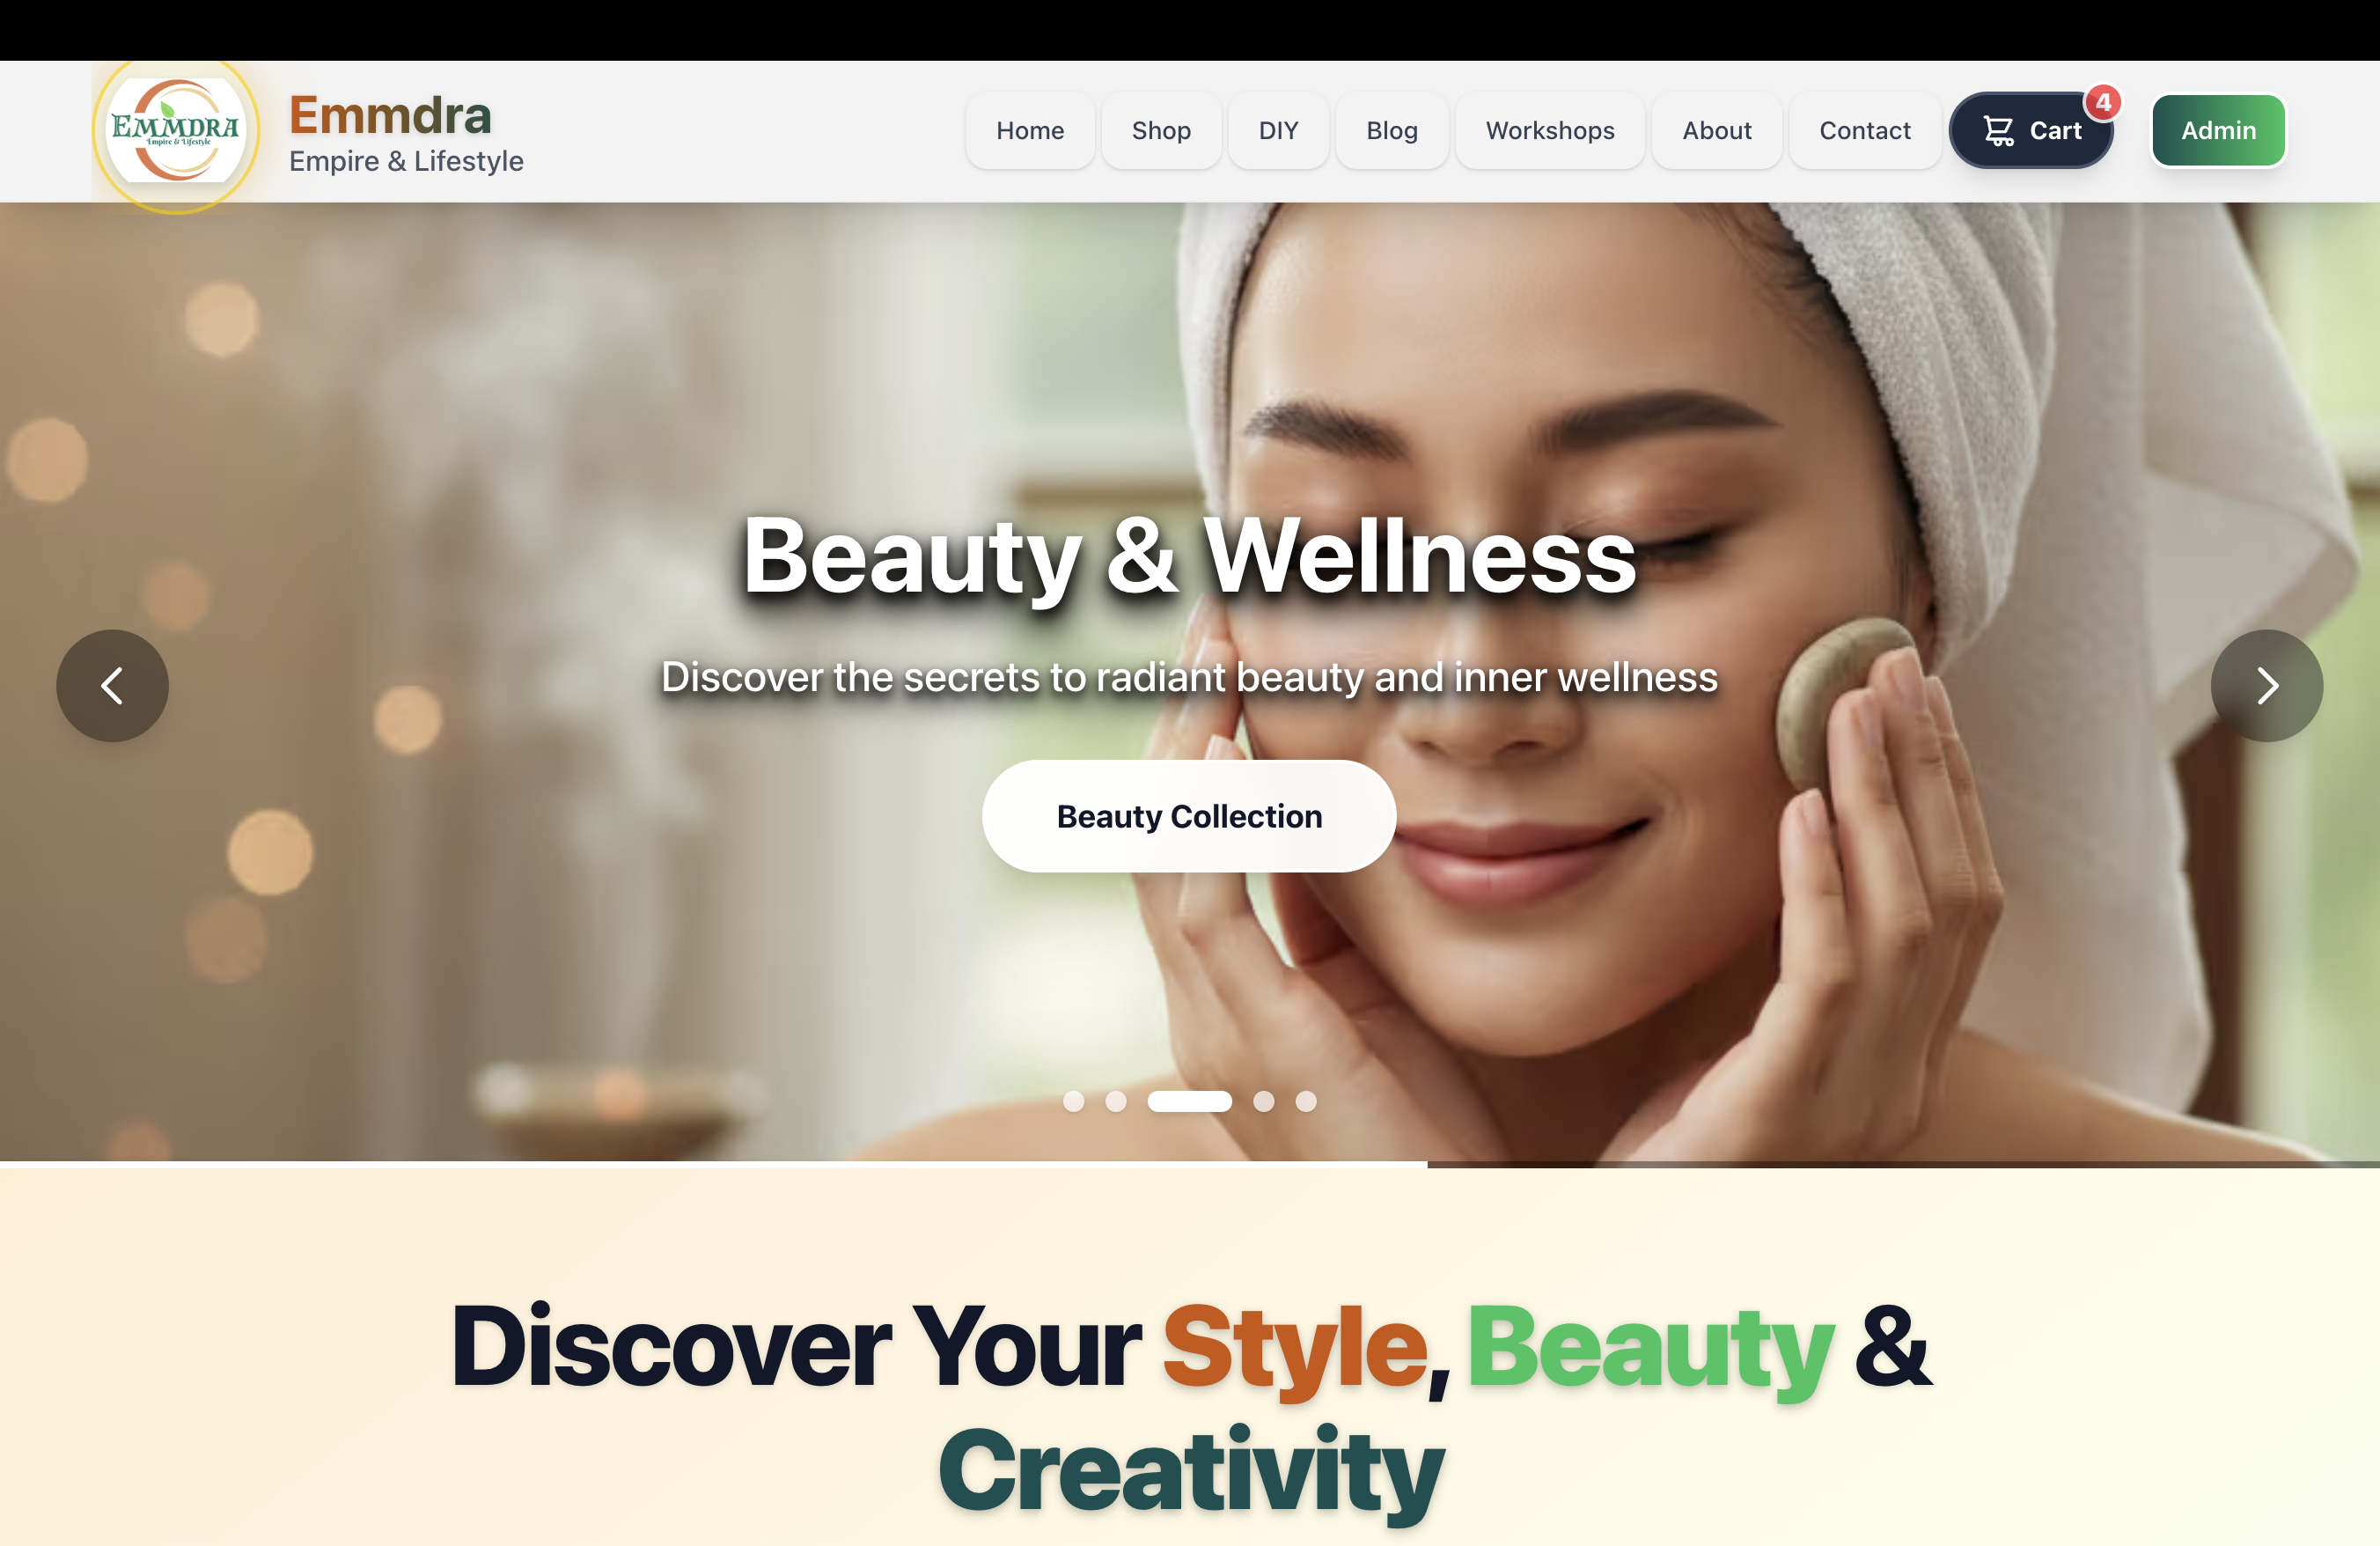 EMMDRA
Empire & Lifestyle
Emmdra
Empire & Lifestyle
Home
Shop
DIY
Blog
Workshops
About
Contact
Cart
4
Admin
Beauty & Wellness
Discover the secrets to radiant beauty and inner wellness
Beauty Collection
Discover Your Style, Beauty &
Creativity